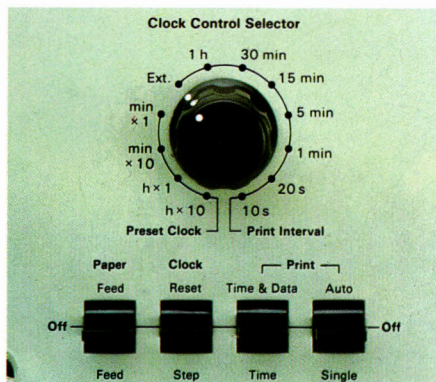 Clock Control Selector
1 h 30 min
Ext. 15 min
min × 1 5 min
min × 10 1 min
h × 1 20 s
h × 10 10 s
Preset Clock Print Interval
Paper Clock Print
Feed Reset Time & Data Auto
Off Off
Feed Step Time Single